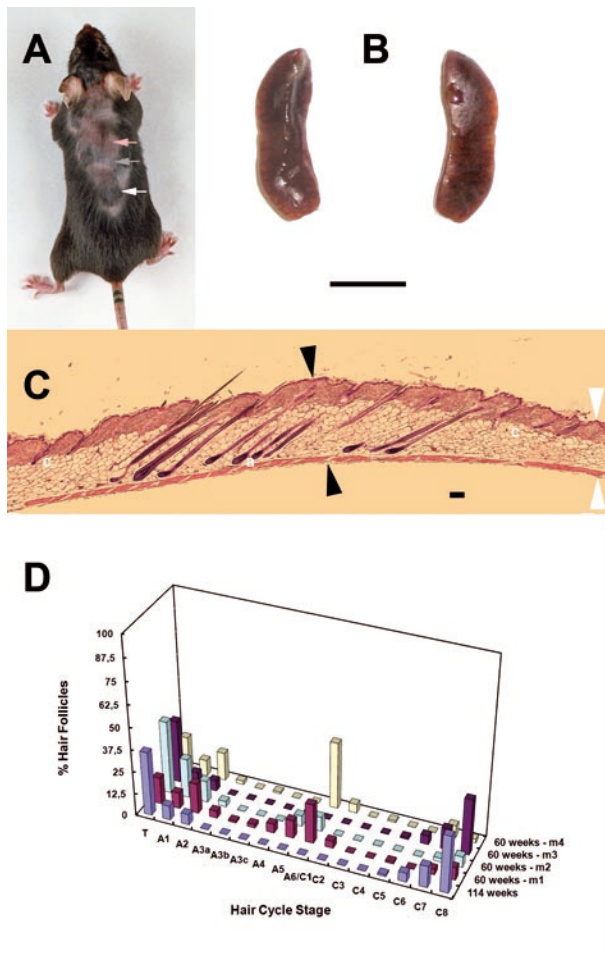 A
B
C
c
a
c
D
100
87,5
75
62,5
50
37,5
25
12,5
0
% Hair Follicles
T A1 A2 A3a A3b A3c A4 A5 A6/C1 C2 C3 C4 C5 C6 C7 C8
Hair Cycle Stage
60 weeks - m4
60 weeks - m3
60 weeks - m2
60 weeks - m1
114 weeks